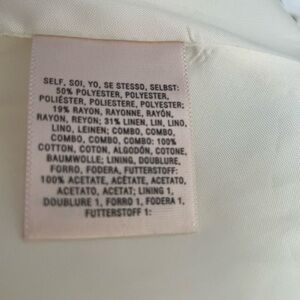 SELF, SOI, YO, SE STESSO, SELBST:
50% POLYESTER, POLYESTER,
POLIÉSTER, POLIESTERE, POLYESTER;
19% RAYON, RAYONNE, RAYÓN,
RAYON, REYON; 31% LINEN, LIN, LINO,
LINO, LEINEN; COMBO, COMBO,
COMBO, COMBO, COMBO: 100%
COTTON, COTON, ALGODÓN, COTONE,
BAUMWOLLE; LINING, DOUBLURE,
FORRO, FODERA, FUTTERSTOFF:
100% ACETATE, ACÉTATE, ACETATO,
ACETATO, ACETAT; LINING 1,
DOUBLURE 1, FORRO 1, FODERA 1,
FUTTERSTOFF 1: